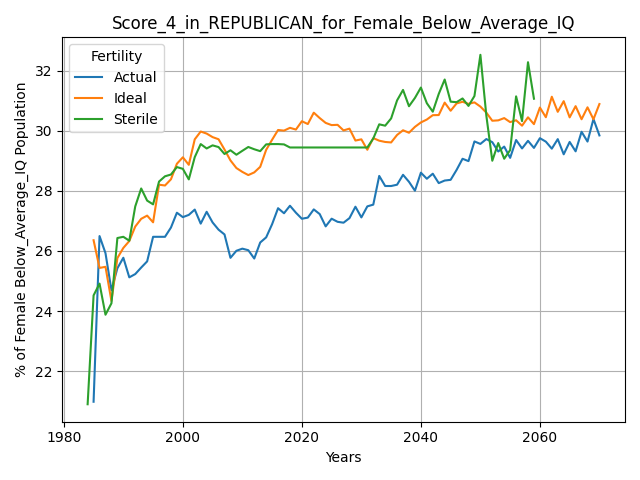 Score_4_in_REPUBLICAN_for_Female_Below_Average_IQ
% of Female Below_Average_IQ Population
32
30
28
26
24
22
Fertility
Actual
Ideal
Sterile
1980
2000
2020
2040
2060
Years